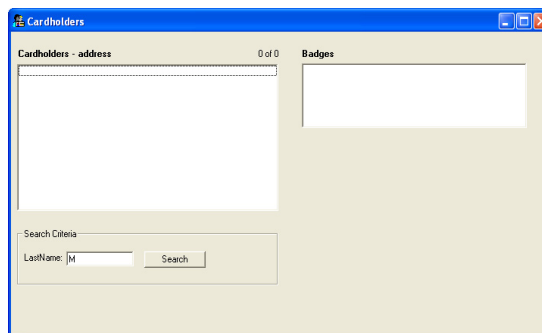 Cardholders
Cardholders - address 0 of 0
Badges
Search Criteria
LastName: M
Search